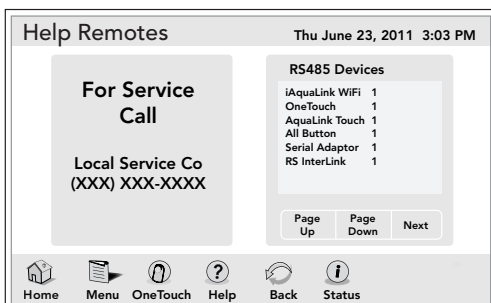 Help Remotes
Thu June 23, 2011 3:03 PM
For Service
Call
Local Service Co
(XXX) XXX-XXXX
RS485 Devices
iAquaLink WiFi 1
OneTouch 1
AquaLink Touch 1
All Button 1
Serial Adaptor 1
RS InterLink 1
Page Up
Page Down
Next
Home
Menu
OneTouch
Help
Back
Status